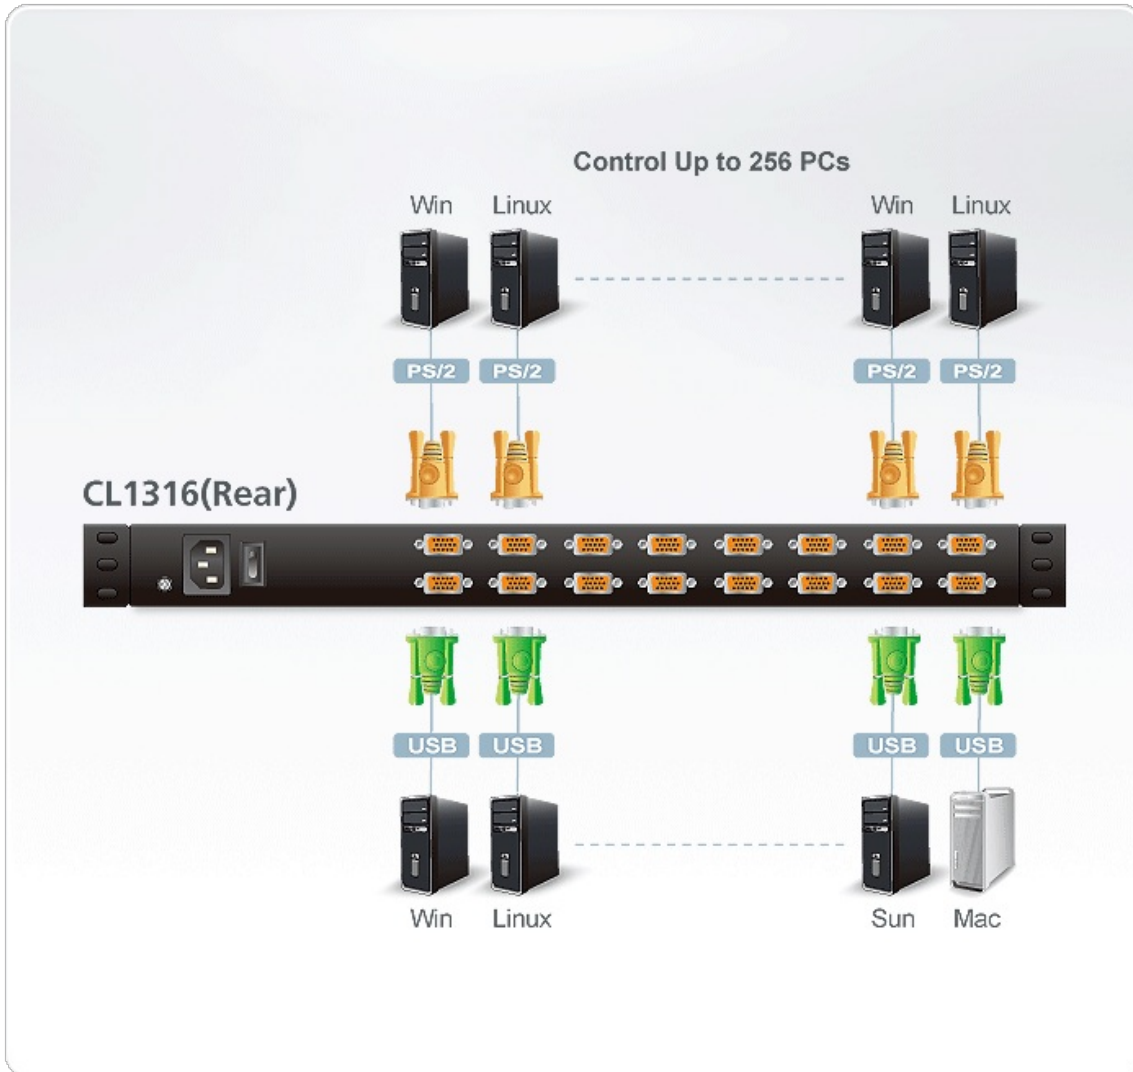 Control Up to 256 PCs
Win Linux Win Linux
PS/2 PS/2 PS/2 PS/2
CL1316(Rear)
USB USB USB USB
Win Linux Sun Mac